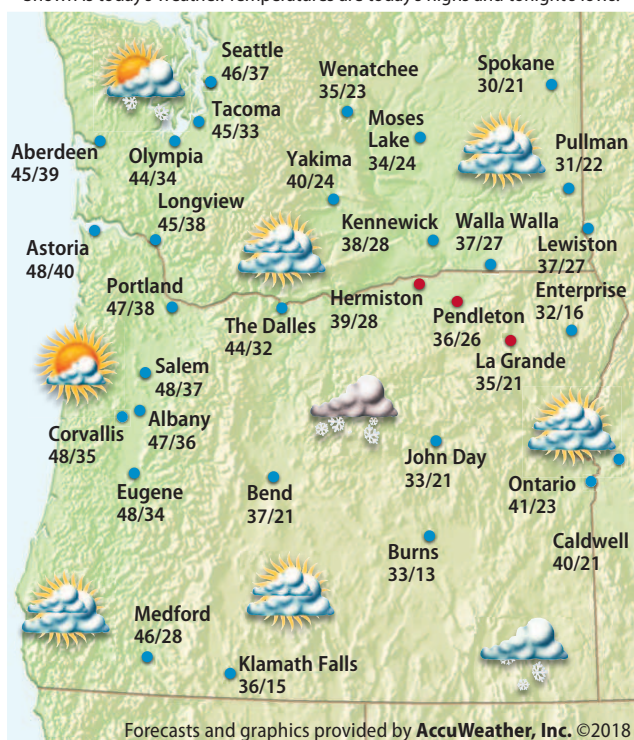 Shown is today's weather. Temperatures are today's highs and tonight's lows.
Seattle
46/37
Wenatchee
35/23
Spokane
30/21
Tacoma
45/33
Moses
Lake
34/24
Aberdeen
45/39
Olympia
44/34
Yakima
40/24
Pullman
31/22
Longview
45/38
Kennewick
38/28
Walla Walla
37/27
Lewiston
37/27
Astoria
48/40
Portland
47/38
The Dalles
44/32
Hermiston
39/28
Pendleton
36/26
Enterprise
32/16
La Grande
35/21
Salem
48/37
Albany
47/36
Corvallis
48/35
John Day
33/21
Ontario
41/23
Eugene
48/34
Bend
37/21
Caldwell
40/21
Burns
33/13
Medford
46/28
Klamath Falls
36/15
Forecasts and graphics provided by AccuWeather, Inc. ©2018